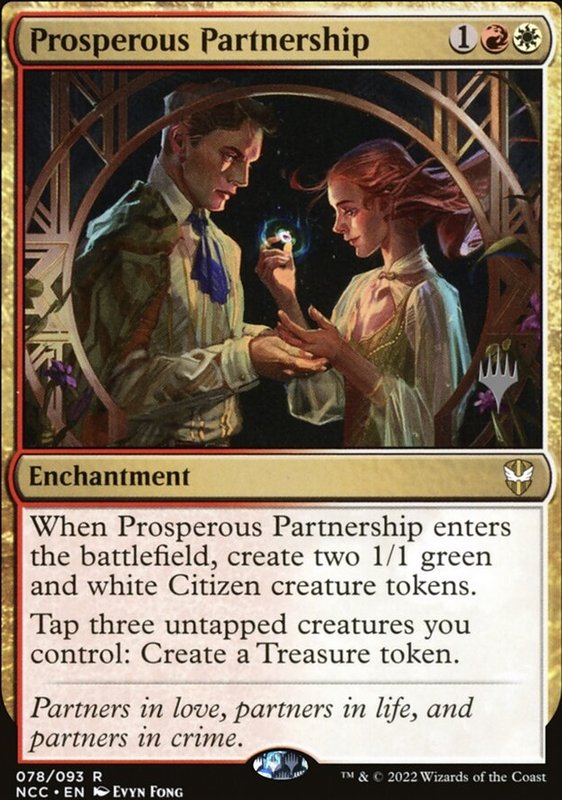 Prosperous Partnership 1
Enchantment
When Prosperous Partnership enters
the battlefield, create two 1/1 green
and white Citizen creature tokens.
Tap three untapped creatures you
control: Create a Treasure token.
Partners in love, partners in life, and
partners in crime.
078/093 R
NCC • EN Evyn Fong
™ & © 2022 Wizards of the Coast